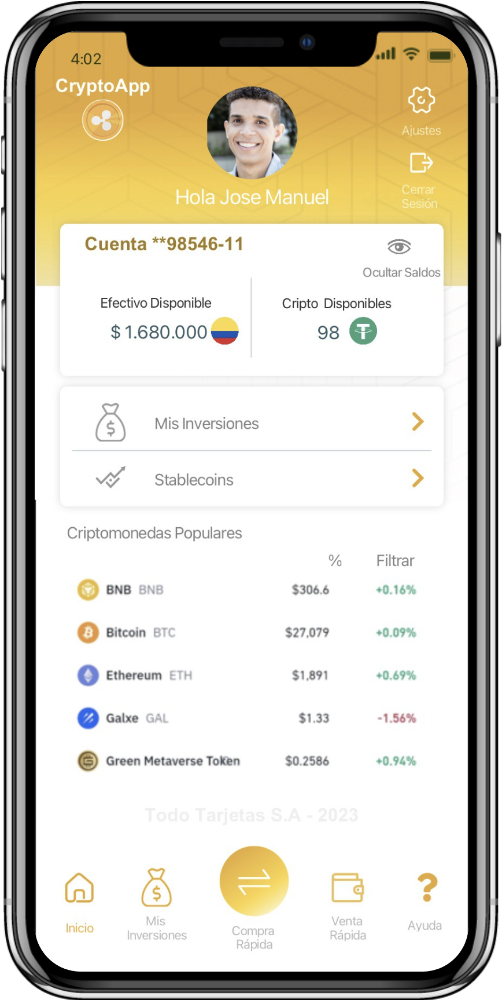 4:02
CryptoApp
Ajustes
Cerrar
Sesión
Hola Jose Manuel
Cuenta **98546-11
Ocultar Saldos
Efectivo Disponible
$ 1.680.000
Cripto Disponibles
98
Mis Inversiones
Stablecoins
Criptomonedas Populares
% Filtrar
BNB BNB $306.6 +0.16%
Bitcoin BTC $27,079 +0.09%
Ethereum ETH $1,891 +0.69%
Galxe GAL $1.33 -1.56%
Green Metaverse Token $0.2586 +0.94%
Todo Tarjetas S.A - 2023
Inicio
Mis
Inversiones
Compra
Rápida
Venta
Rápida
Ayuda